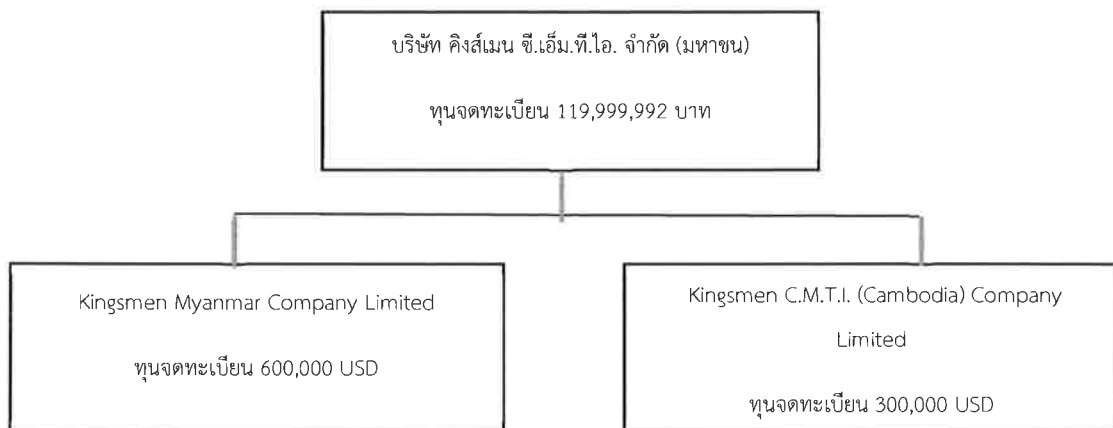 บริษัท คิงส์เมน ซี.เอ็ม.ที.ไอ. จำกัด (มหาชน)
ทุนจดทะเบียน 119,999,992 บาท
Kingsmen Myanmar Company Limited
ทุนจดทะเบียน 600,000 USD
Kingsmen C.M.T.I. (Cambodia) Company
Limited
ทุนจดทะเบียน 300,000 USD